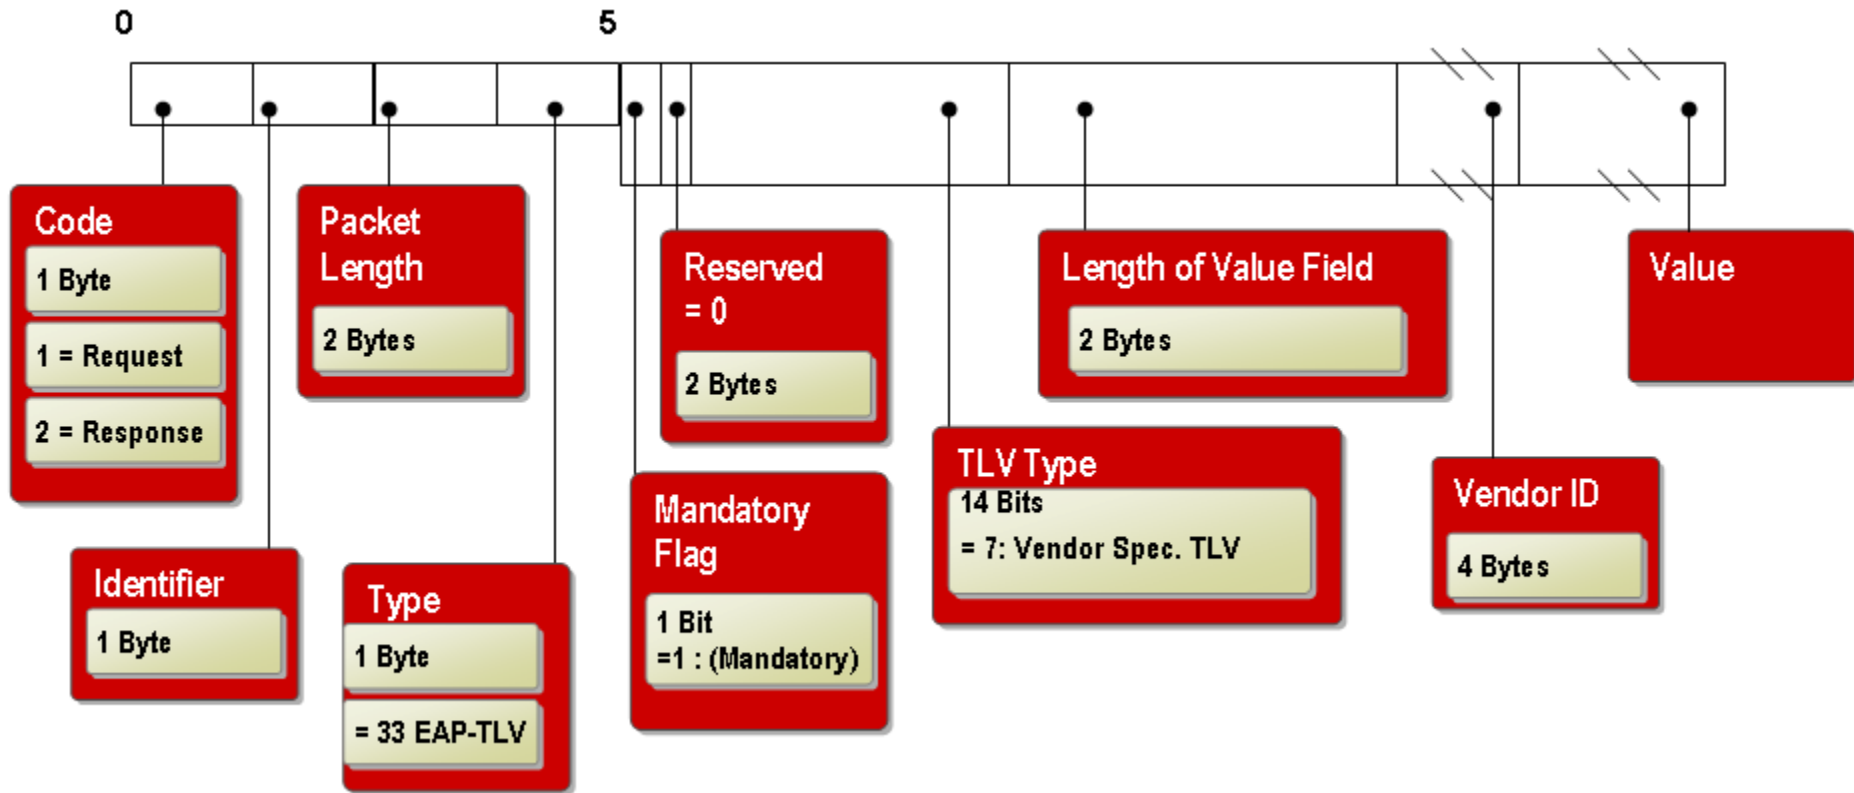 0
5
Code
1 Byte
1 = Request
2 = Response
Identifier
1 Byte
Packet
Length
2 Bytes
Type
1 Byte
= 33 EAP-TLV
Mandatory
Flag
1 Bit
=1 : (Mandatory)
Reserved
= 0
2 Bytes
TLV Type
14 Bits
= 7: Vendor Spec. TLV
Length of Value Field
2 Bytes
Vendor ID
4 Bytes
Value